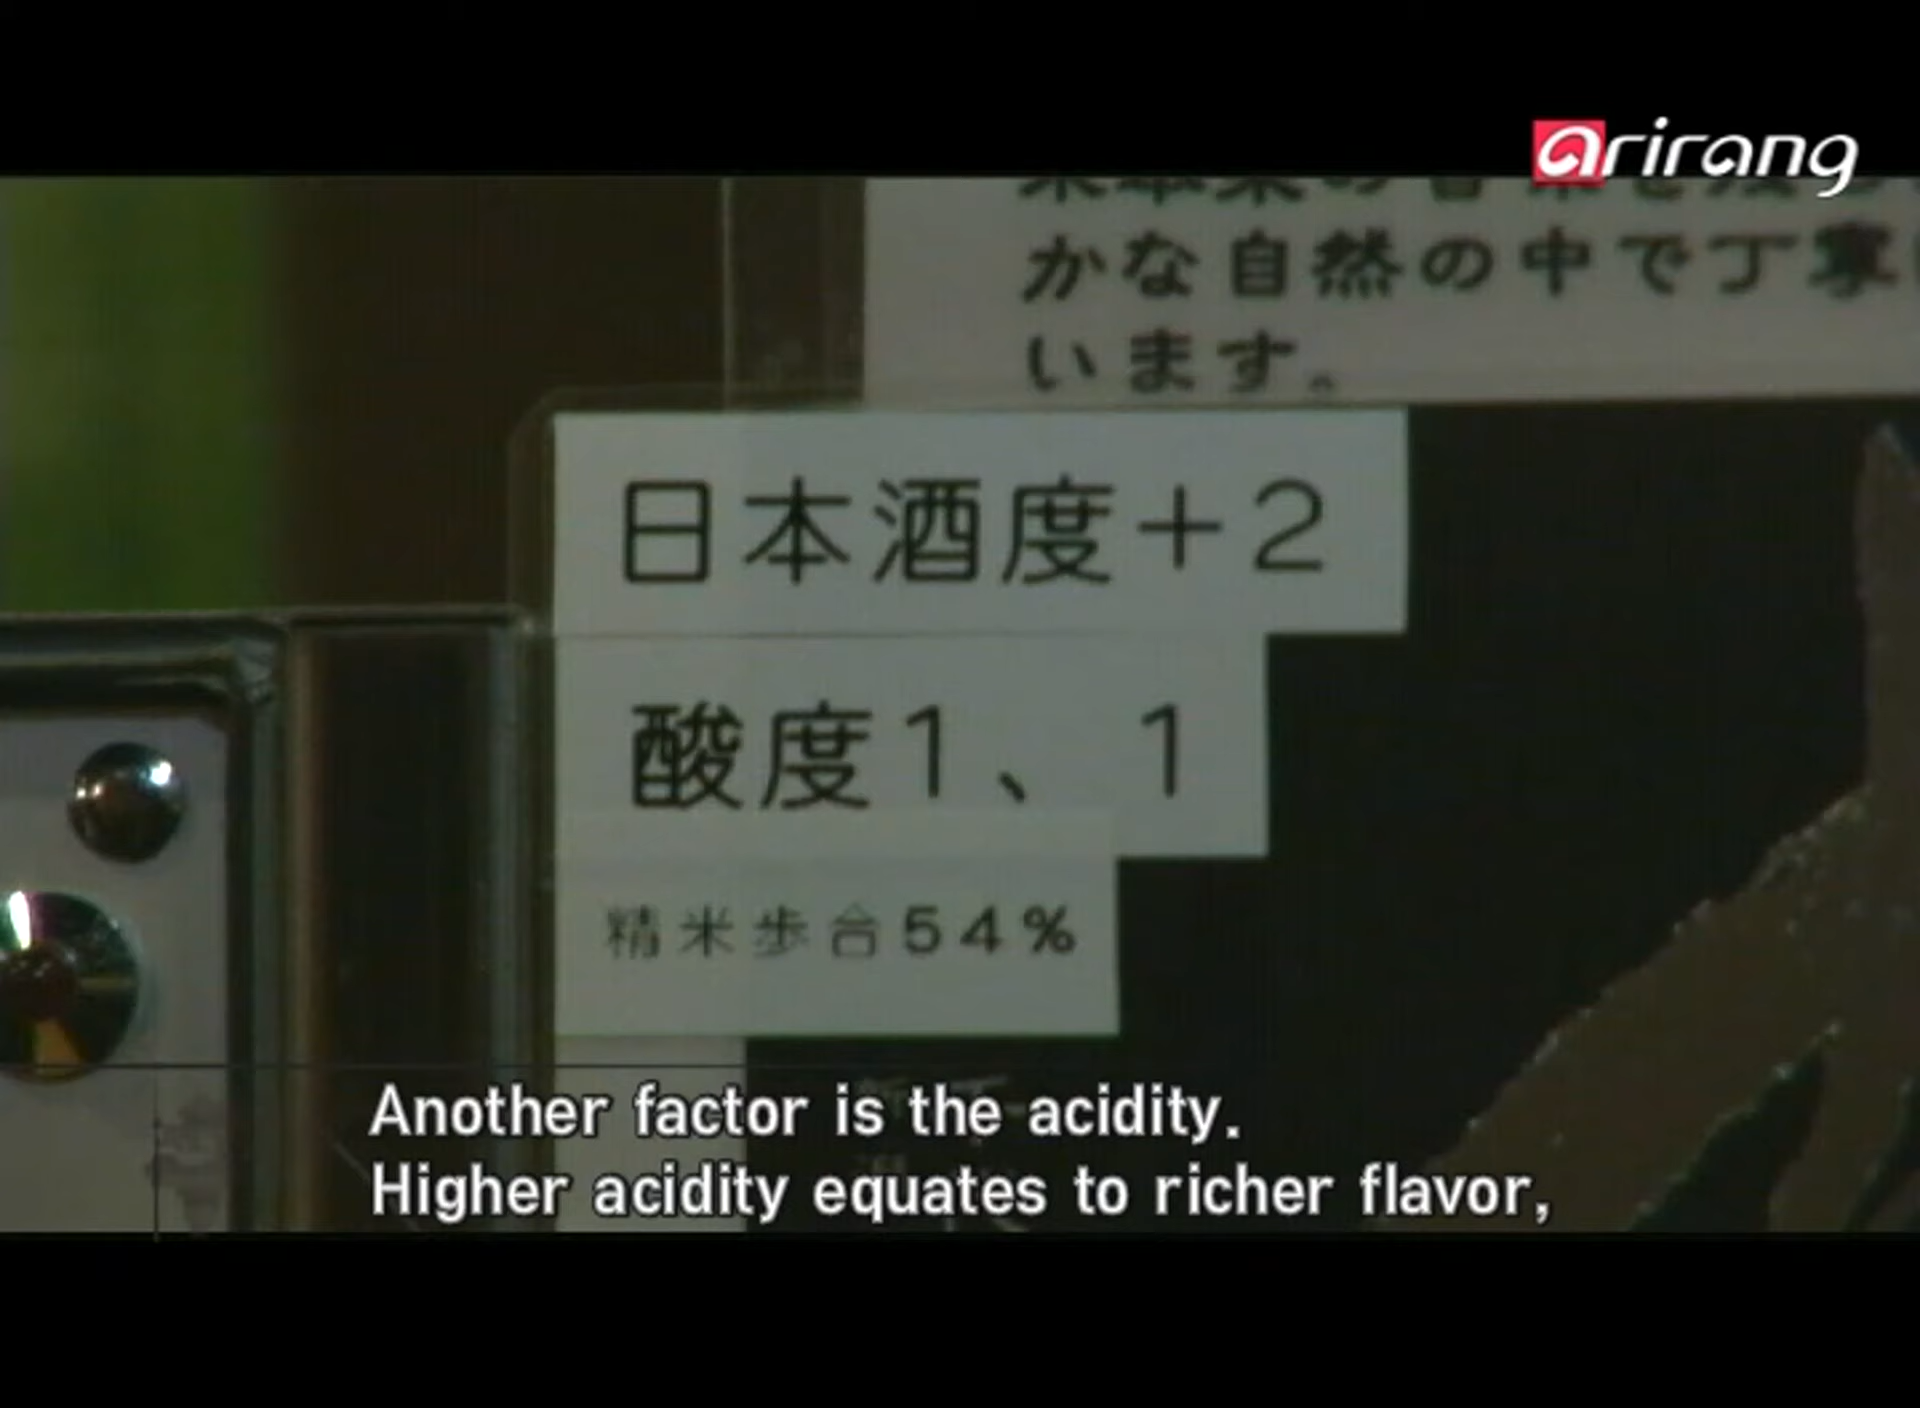 arirang
かな自然の中で丁寧
います。
日本酒度＋2
酸度1、1
精米歩合54%
Another factor is the acidity.
Higher acidity equates to richer flavor,